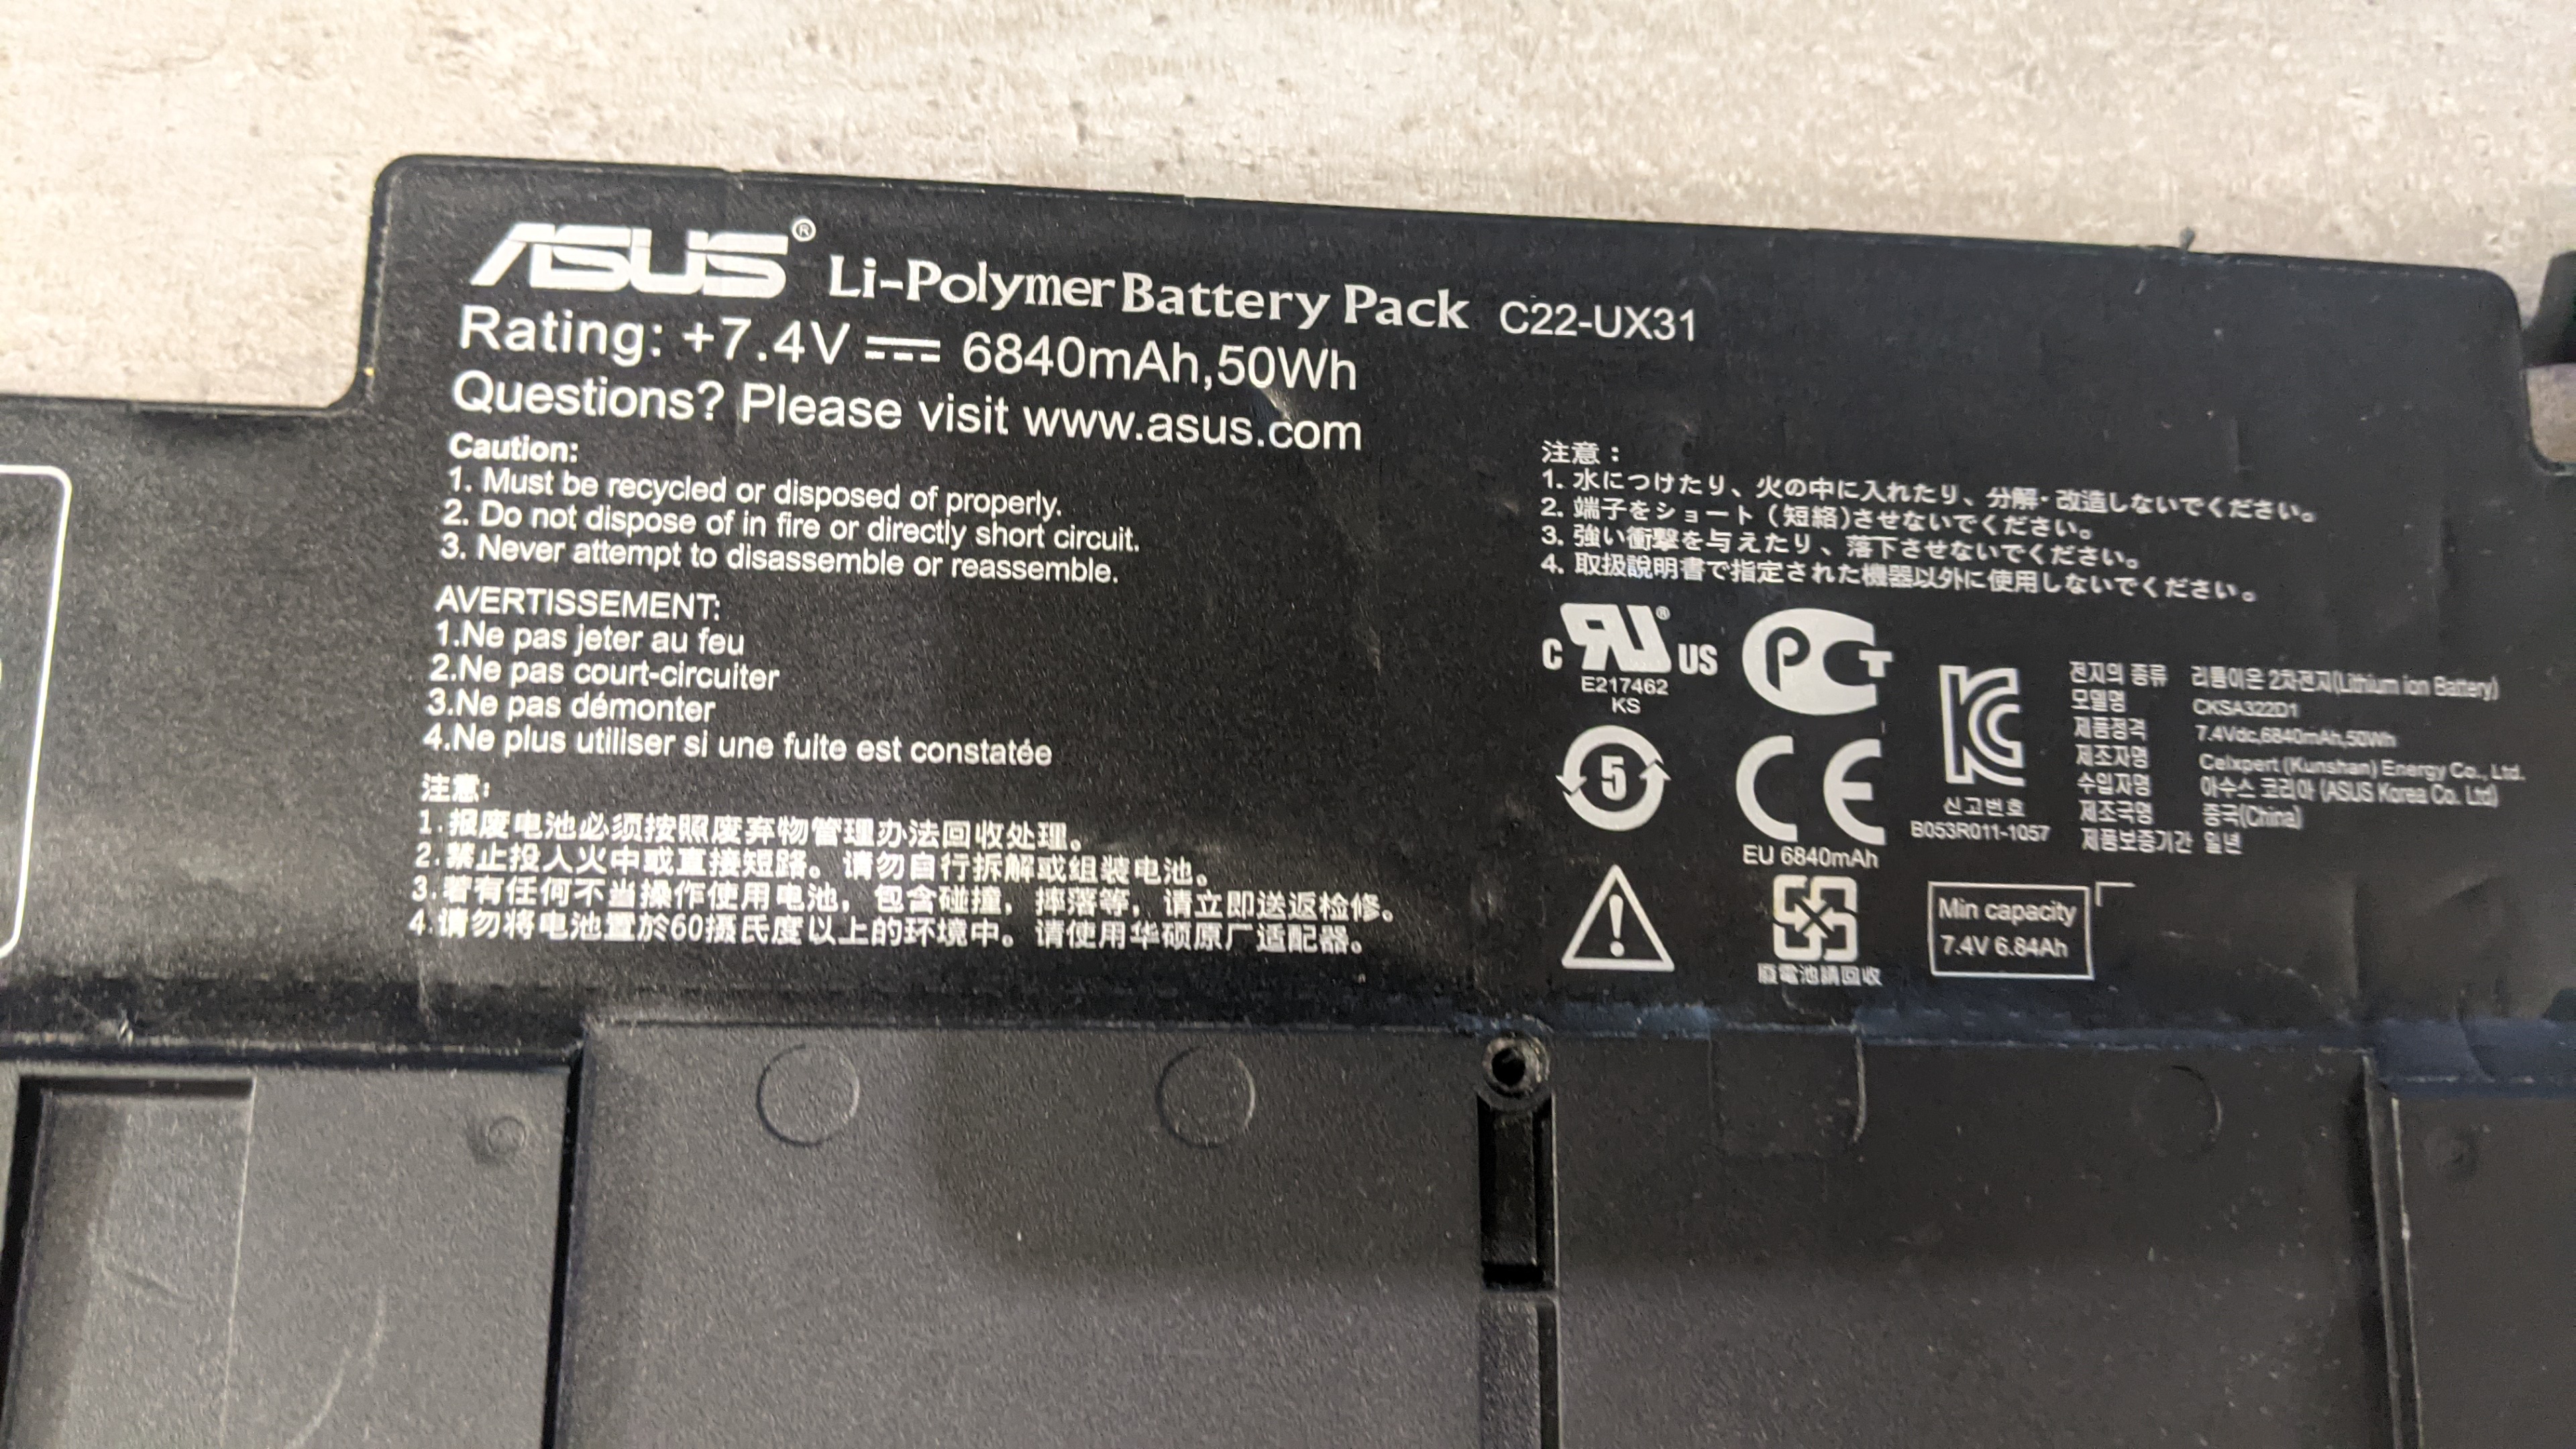 ASUS® Li-Polymer Battery Pack C22-UX31
Rating: +7.4V 6840mAh,50Wh
Questions? Please visit www.asus.com
Caution:
1. Must be recycled or disposed of properly.
2. Do not dispose of in fire or directly short circuit.
3. Never attempt to disassemble or reassemble.
AVERTISSEMENT:
1.Ne pas jeter au feu
2.Ne pas court-circuiter
3.Ne pas démonter
4.Ne plus utiliser si une fuite est constatée
注意:
1.报废电池必须按照废弃物管理办法回收处理。
2.禁止投入火中或直接短路。请勿自行拆解或组装电池。
3.若有任何不当操作使用电池，包含碰撞，摔落等，请立即送返检修。
4.请勿将电池置於60摄氏度以上的环境中。请使用华硕原厂适配器。
注意：
1. 水につけたり、火の中に入れたり、分解·改造しないでください。
2. 端子をショート（短絡)させないでください。
3. 強い衝撃を与えたり、落下させないでください。
4. 取扱說明書で指定された機器以外に使用しないでください。
C RU® US
E217462
KS
PCT
5
CE
EU 6840mAh
廢電池請回收
KC
신고번호
B053R011-1057
전지의 종류 리튬이온 2차전지(Lithium ion Battery)
모델명 CKSA322D1
제품정격 7.4Vdc,6840mAh,50Wh
제조자명 Celxpert (Kunshan) Energy Co., Ltd.
수입자명 아수스 코리아 (ASUS Korea Co. Ltd)
제조국명 중국(China)
제품보증기간 일년
Min capacity
7.4V 6.84Ah